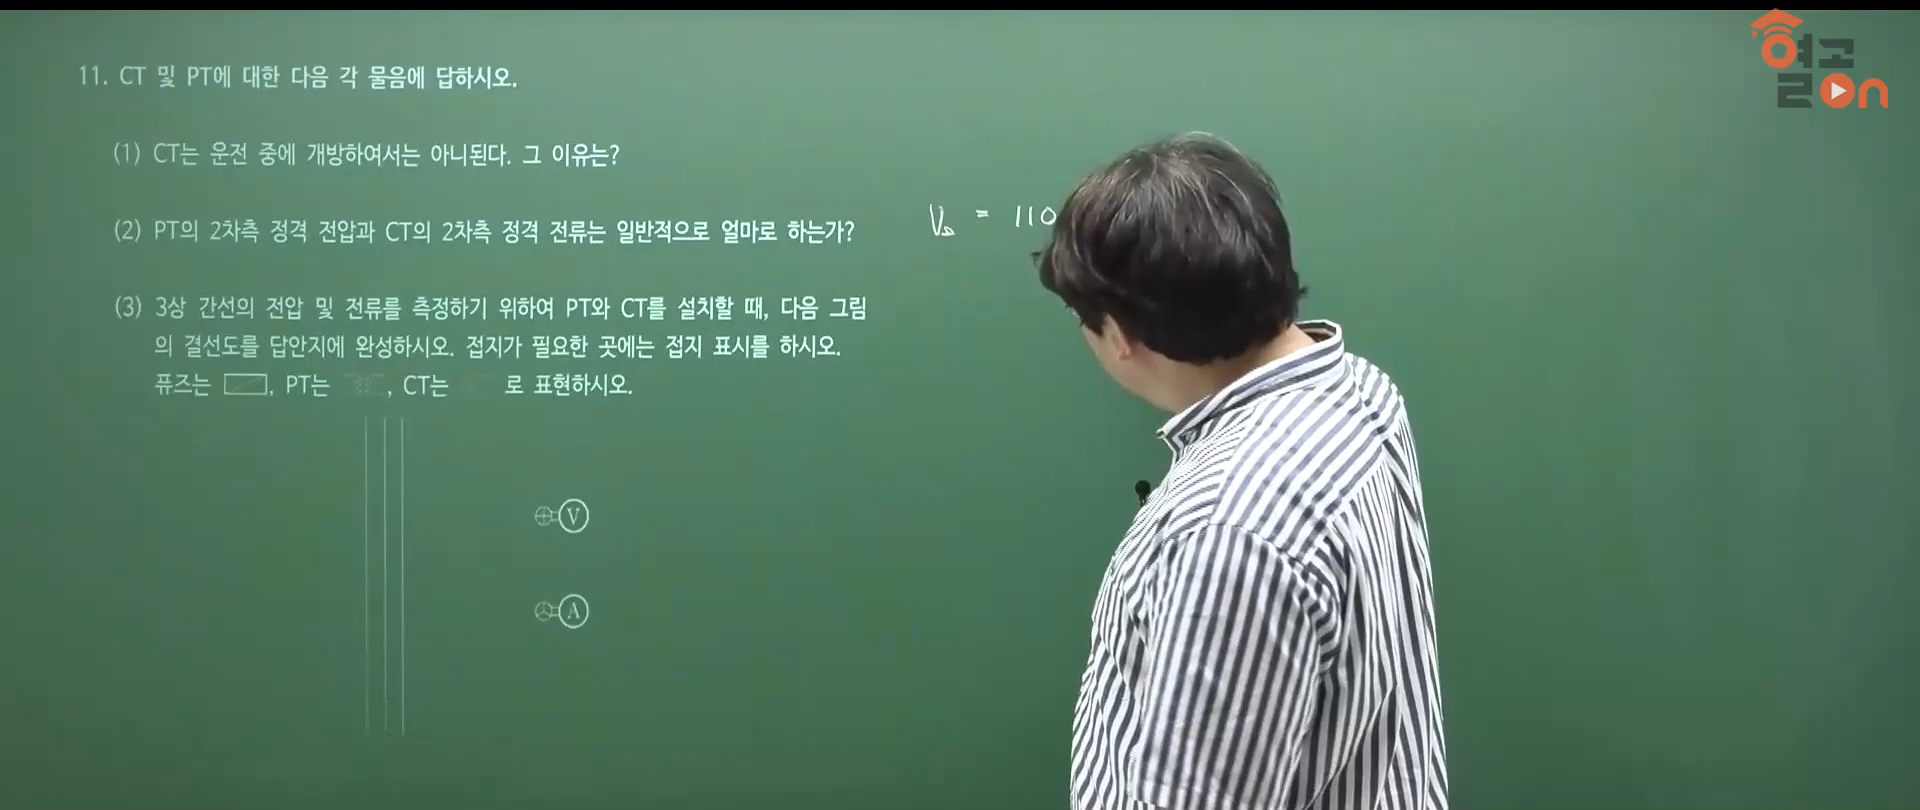 열공
On
11. CT 및 PT에 대한 다음 각 물음에 답하시오.
(1) CT는 운전 중에 개방하여서는 아니된다. 그 이유는?
(2) PT의 2차측 정격 전압과 CT의 2차측 정격 전류는 일반적으로 얼마로 하는가?
V₂ = 110
(3) 3상 간선의 전압 및 전류를 측정하기 위하여 PT와 CT를 설치할 때, 다음 그림
의 결선도를 답안지에 완성하시오. 접지가 필요한 곳에는 접지 표시를 하시오.
퓨즈는 , PT는 , CT는 로 표현하시오.
V
A